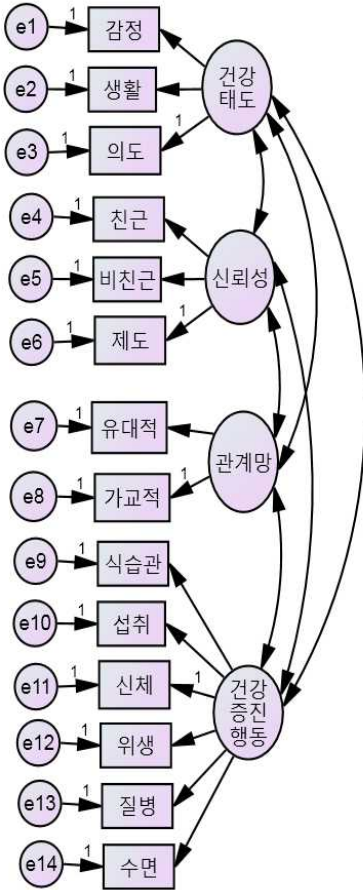 e1 1 감정
e2 1 생활
e3 1 의도 1
건강
태도
e4 1 친근
e5 1 비친근
e6 1 제도 1
신뢰성
e7 1 유대적
e8 1 가교적 1
관계망
e9 1 식습관
e10 1 섭취
e11 1 신체 1
e12 1 위생
e13 1 질병
e14 1 수면
건강
증진
행동